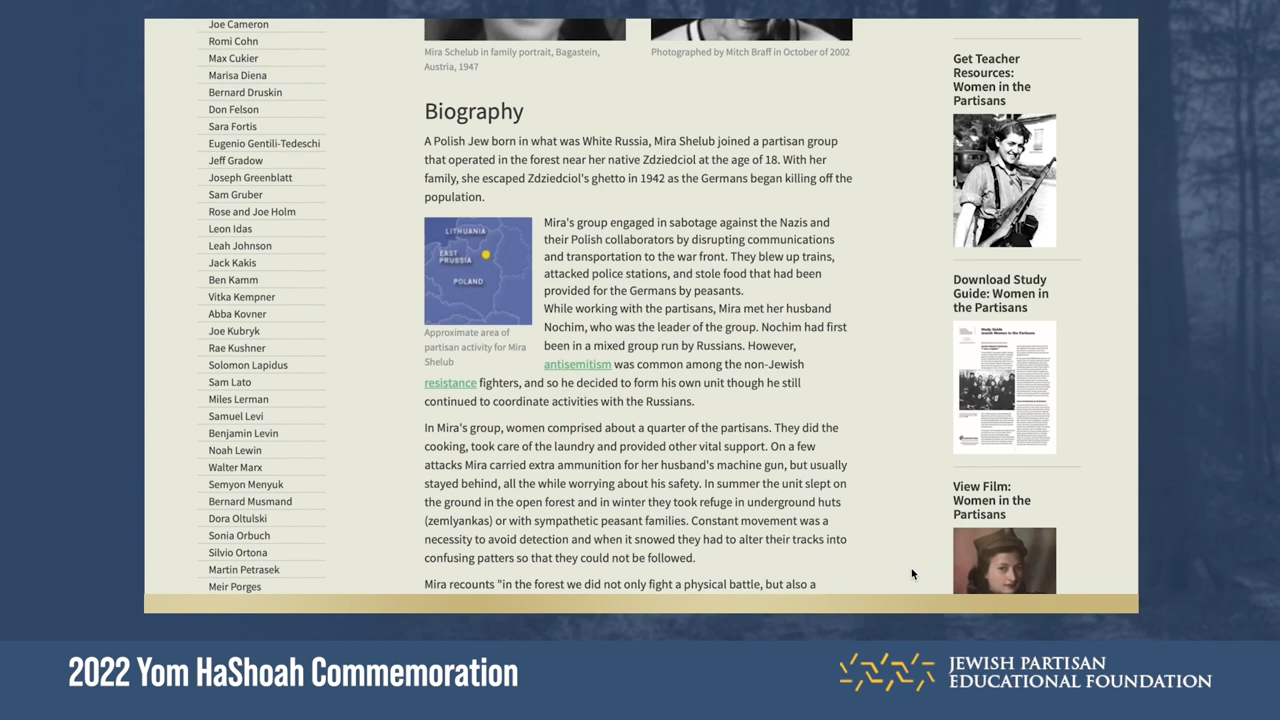 Joe Cameron
Romi Cohn
Max Cukier
Marisa Diena
Bernard Druskin
Don Felson
Sara Fortis
Eugenio Gentili-Tedeschi
Jeff Gradow
Joseph Greenblatt
Sam Gruber
Rose and Joe Holm
Leon Idas
Leah Johnson
Jack Kakis
Ben Kamm
Vitka Kempner
Abba Kovner
Joe Kubryk
Rae Kushner
Solomon Lapidus
Sam Lato
Miles Lerman
Samuel Levi
Benjamin Levin
Noah Lewin
Walter Marx
Semyon Menyuk
Bernard Musmand
Dora Oltulski
Sonia Orbuch
Silvio Ortona
Martin Petrasek
Meir Porges
Mira Schelub in family portrait, Bagastein,
Austria, 1947
Photographed by Mitch Braff in October of 2002
Biography
A Polish Jew born in what was White Russia, Mira Shelub joined a partisan group
that operated in the forest near her native Zdziedciol at the age of 18. With her
family, she escaped Zdziedciol's ghetto in 1942 as the Germans began killing off the
population.
LITHUANIA
EAST
PRUSSIA
POLAND
Approximate area of
partisan activity for Mira
Shelub
Mira's group engaged in sabotage against the Nazis and
their Polish collaborators by disrupting communications
and transportation to the war front. They blew up trains,
attacked police stations, and stole food that had been
provided for the Germans by peasants.
While working with the partisans, Mira met her husband
Nochim, who was the leader of the group. Nochim had first
been in a mixed group run by Russians. However,
antisemitism was common among the non-Jewish
resistance fighters, and so he decided to form his own unit though he still
continued to coordinate activities with the Russians.
In Mira's group, women comprised about a quarter of the partisans. They did the
cooking, took care of the laundry and provided other vital support. On a few
attacks Mira carried extra ammunition for her husband's machine gun, but usually
stayed behind, all the while worrying about his safety. In summer the unit slept on
the ground in the open forest and in winter they took refuge in underground huts
(zemlyankas) or with sympathetic peasant families. Constant movement was a
necessity to avoid detection and when it snowed they had to alter their tracks into
confusing patters so that they could not be followed.
Mira recounts "in the forest we did not only fight a physical battle, but also a
Get Teacher
Resources:
Women in the
Partisans
Download Study
Guide: Women in
the Partisans
View Film:
Women in the
Partisans
2022 Yom HaShoah Commemoration
JEWISH PARTISAN
EDUCATIONAL FOUNDATION